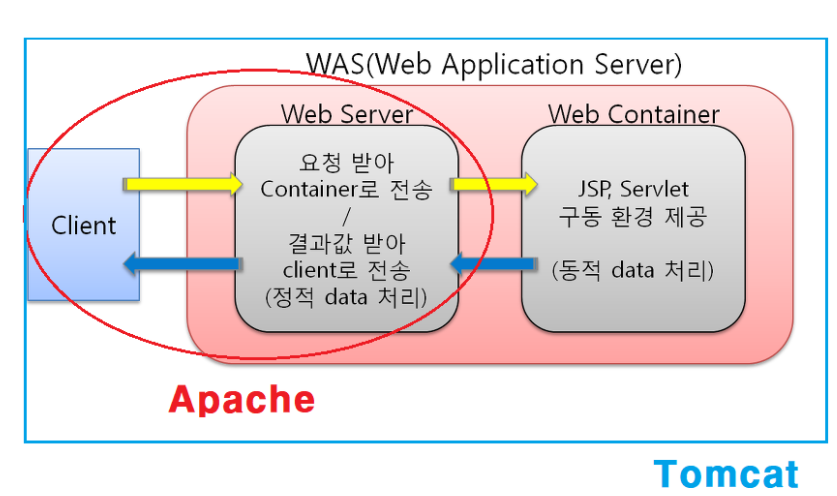 WAS(Web Application Server)
Web Server
Web Container
Client
요청 받아
Container로 전송
/
결과값 받아
client로 전송
(정적 data 처리)
JSP, Servlet
구동 환경 제공
(동적 data 처리)
Apache
Tomcat